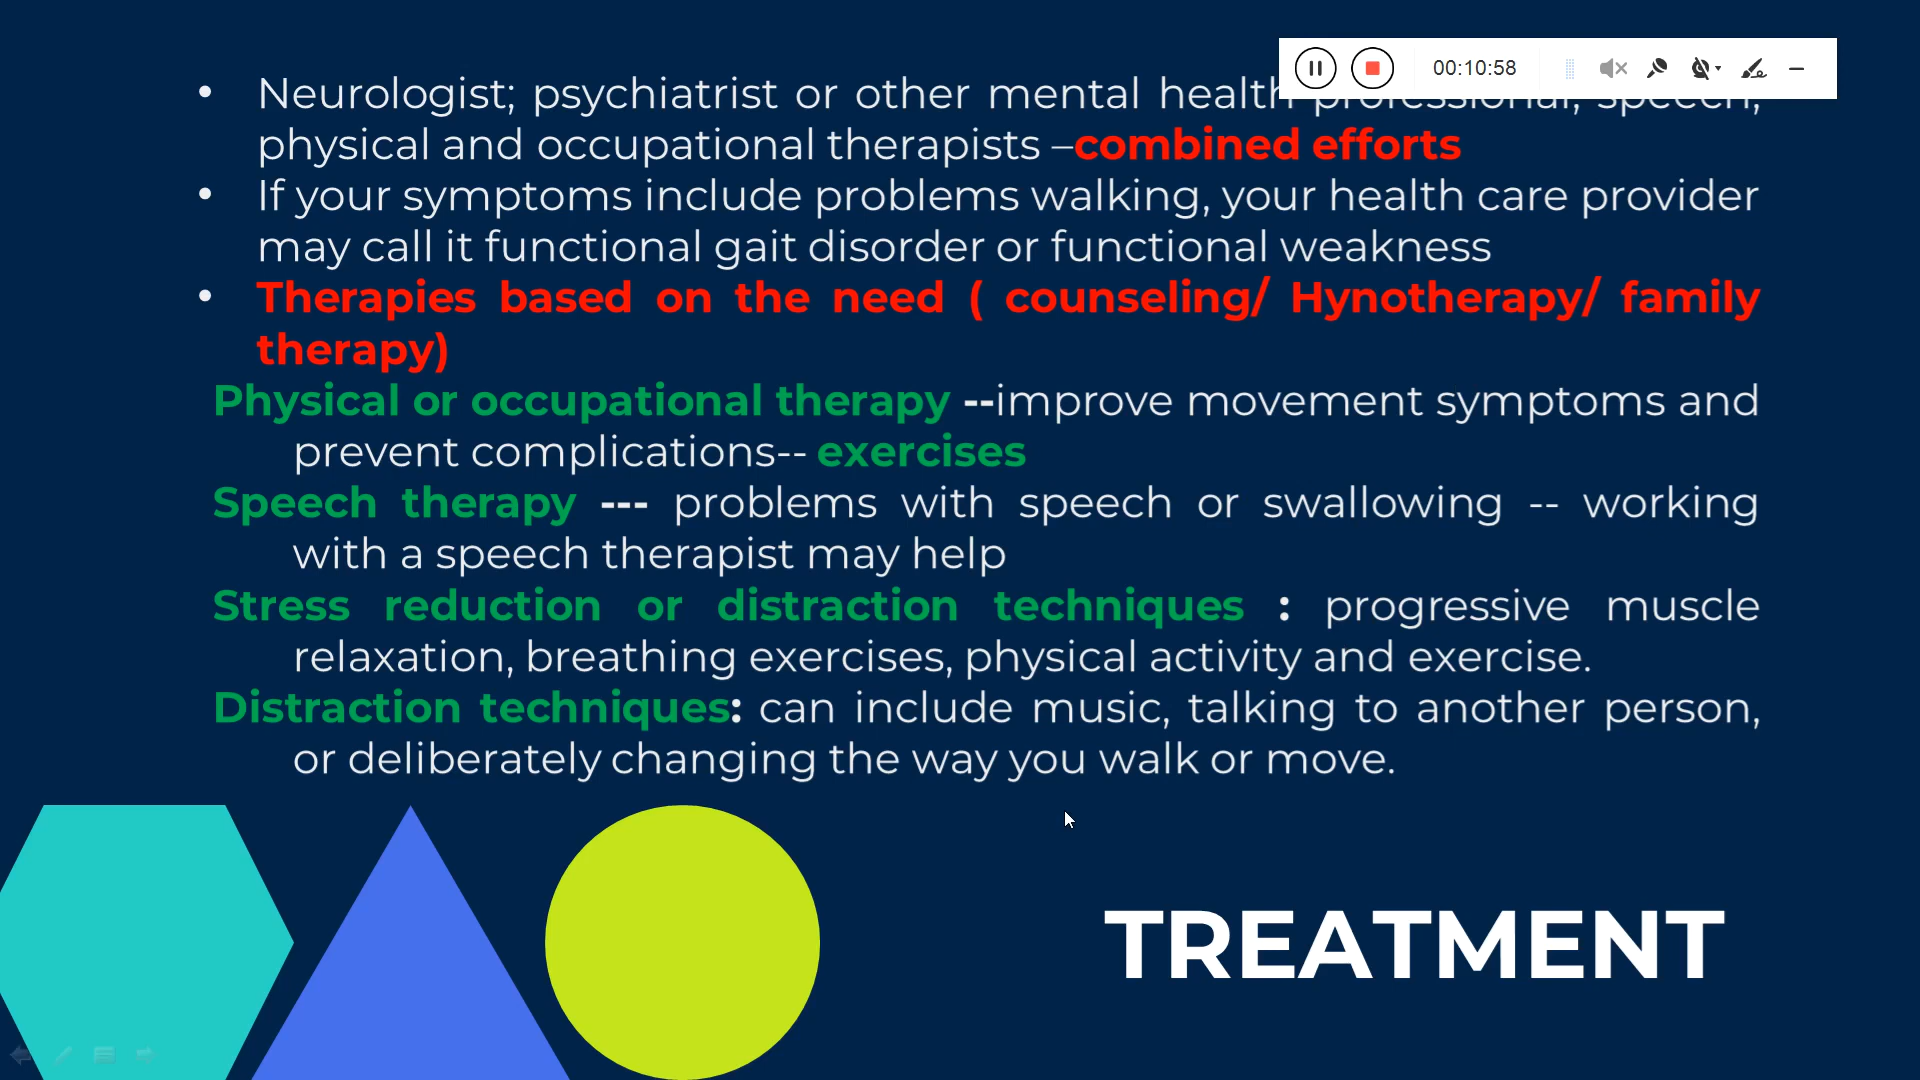 00:10:58
• Neurologist; psychiatrist or other mental health professional; speech,
physical and occupational therapists –combined efforts
• If your symptoms include problems walking, your health care provider
may call it functional gait disorder or functional weakness
• Therapies based on the need ( counseling/ Hynotherapy/ family
therapy)
Physical or occupational therapy --improve movement symptoms and
prevent complications-- exercises
Speech therapy --- problems with speech or swallowing -- working
with a speech therapist may help
Stress reduction or distraction techniques : progressive muscle
relaxation, breathing exercises, physical activity and exercise.
Distraction techniques: can include music, talking to another person,
or deliberately changing the way you walk or move.
TREATMENT